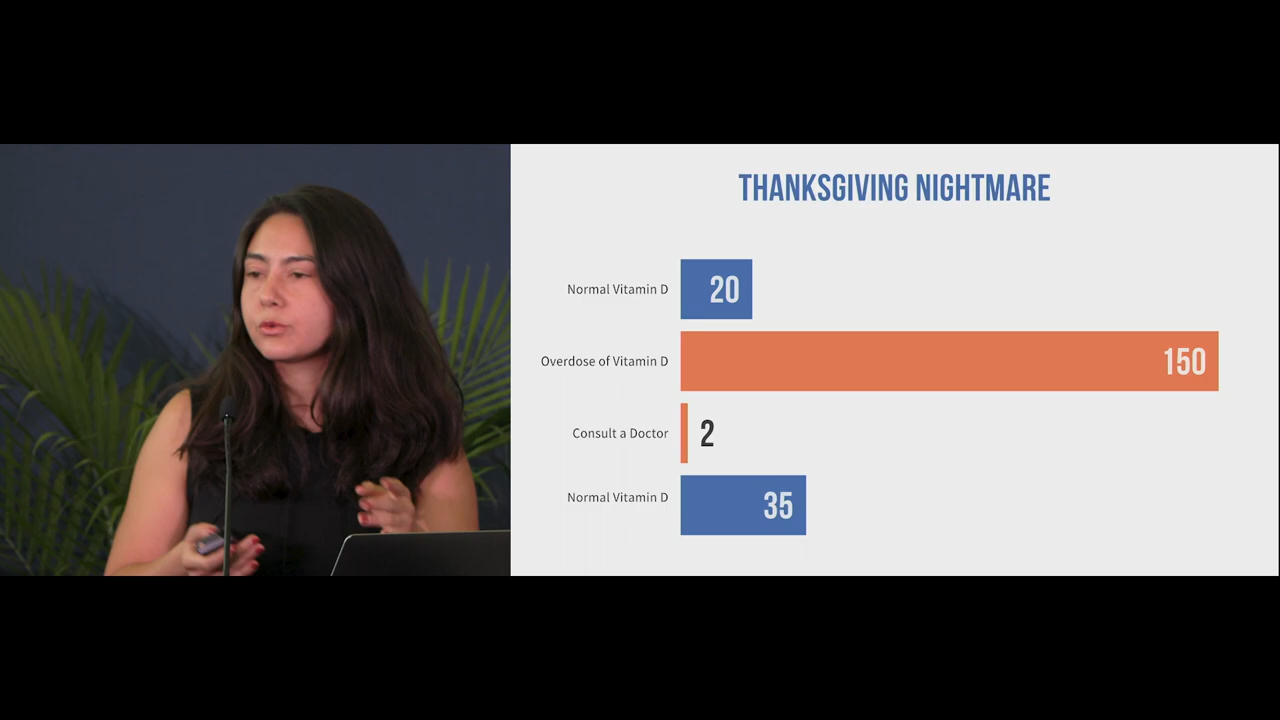 THANKSGIVING NIGHTMARE
Normal Vitamin D 20
Overdose of Vitamin D 150
Consult a Doctor 2
Normal Vitamin D 35